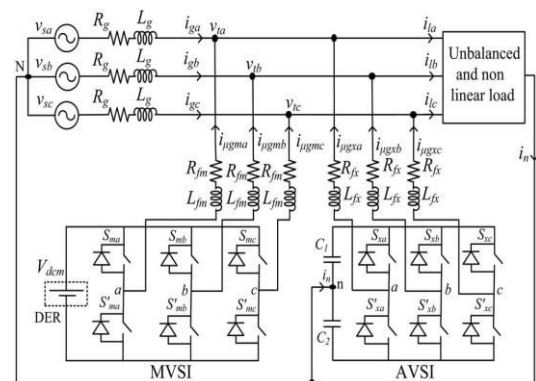 v_sa R_g L_g i_ga v_ta i_la
N v_sb R_g L_g i_gb v_tb i_lb
v_sc R_g L_g i_gc v_tc i_lc
Unbalanced
and non
linear load
i_μgma i_μgmb i_μgmc i_μgxa i_μgxb i_μgxc i_n
R_fm R_fm R_fm R_fx R_fx R_fx
L_fm L_fm L_fm L_fx L_fx L_fx
S_ma S_mb S_mc C_1 S_xa S_xb S_xc
V_dcm a b c i_n n a b c
S'_ma S'_mb S'_mc C_2 S'_xa S'_xb S'_xc
DER
MVSI AVSI